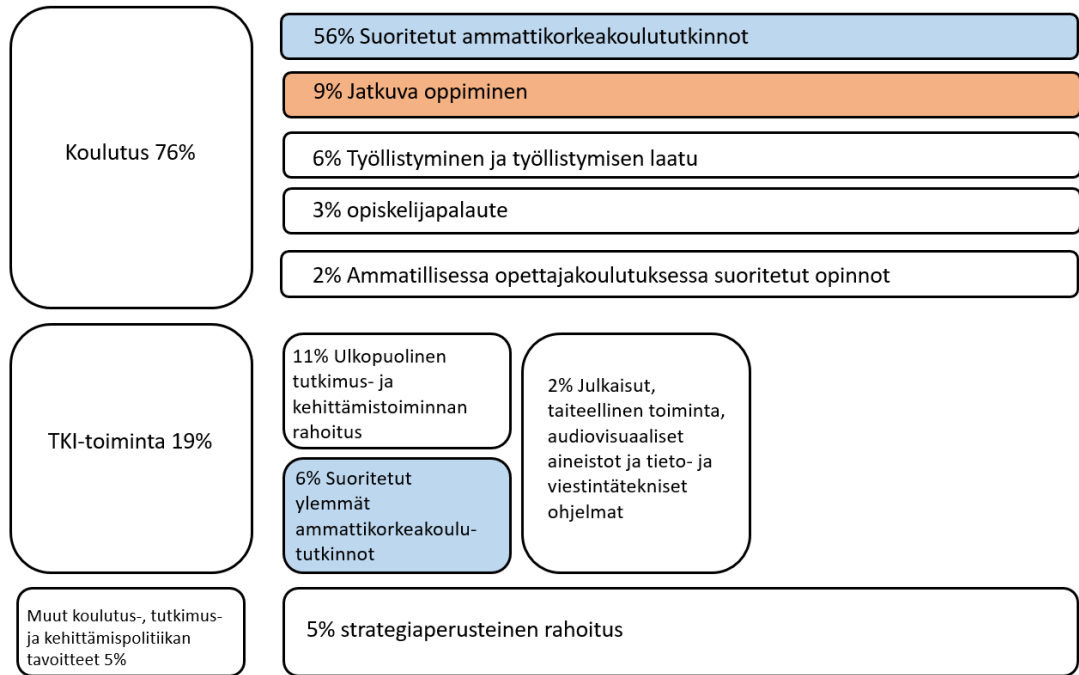 Koulutus 76%
56% Suoritetut ammattikorkeakoulututkinnot
9% Jatkuva oppiminen
6% Työllistyminen ja työllistymisen laatu
3% opiskelijapalaute
2% Ammatillisessa opettajakoulutuksessa suoritetut opinnot
TKI-toiminta 19%
11% Ulkopuolinen
tutkimus- ja
kehittämistoiminnan
rahoitus
6% Suoritetut
ylemmät
ammattikorkeakoulu-
tutkinnot
2% Julkaisut,
taiteellinen toiminta,
audiovisuaaliset
aineistot ja tieto- ja
viestintätekniset
ohjelmat
Muut koulutus-, tutkimus-
ja kehittämispolitiikan
tavoitteet 5%
5% strategiaperusteinen rahoitus